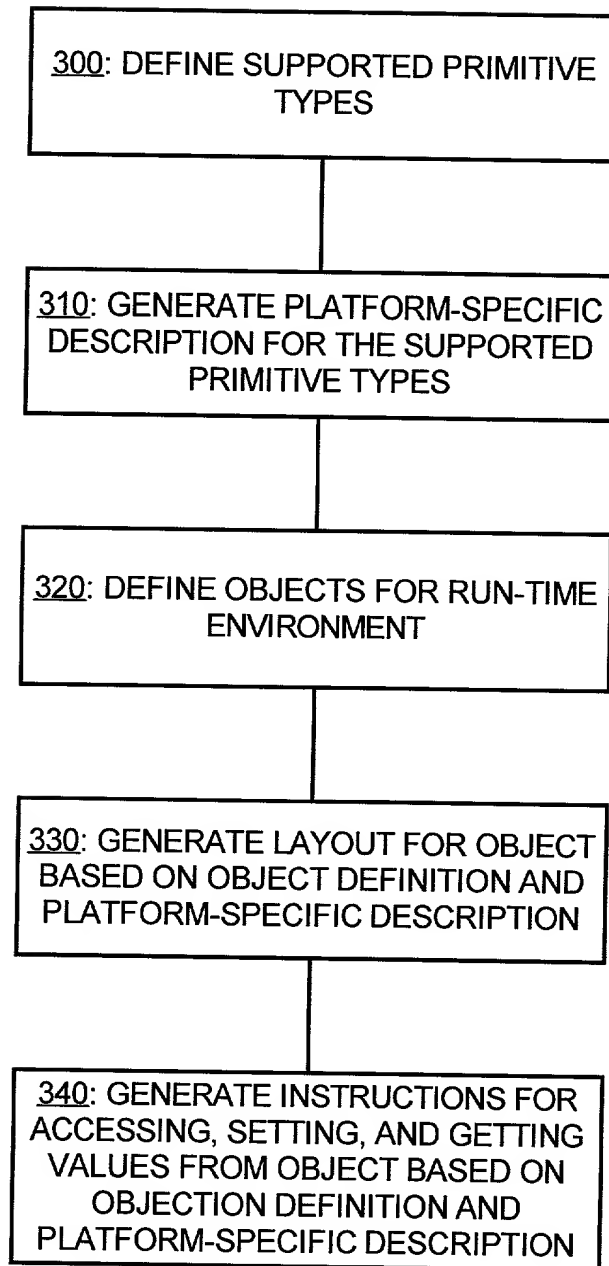 300: DEFINE SUPPORTED PRIMITIVE
TYPES
310: GENERATE PLATFORM-SPECIFIC
DESCRIPTION FOR THE SUPPORTED
PRIMITIVE TYPES
320: DEFINE OBJECTS FOR RUN-TIME
ENVIRONMENT
330: GENERATE LAYOUT FOR OBJECT
BASED ON OBJECT DEFINITION AND
PLATFORM-SPECIFIC DESCRIPTION
340: GENERATE INSTRUCTIONS FOR
ACCESSING, SETTING, AND GETTING
VALUES FROM OBJECT BASED ON
OBJECTION DEFINITION AND
PLATFORM-SPECIFIC DESCRIPTION